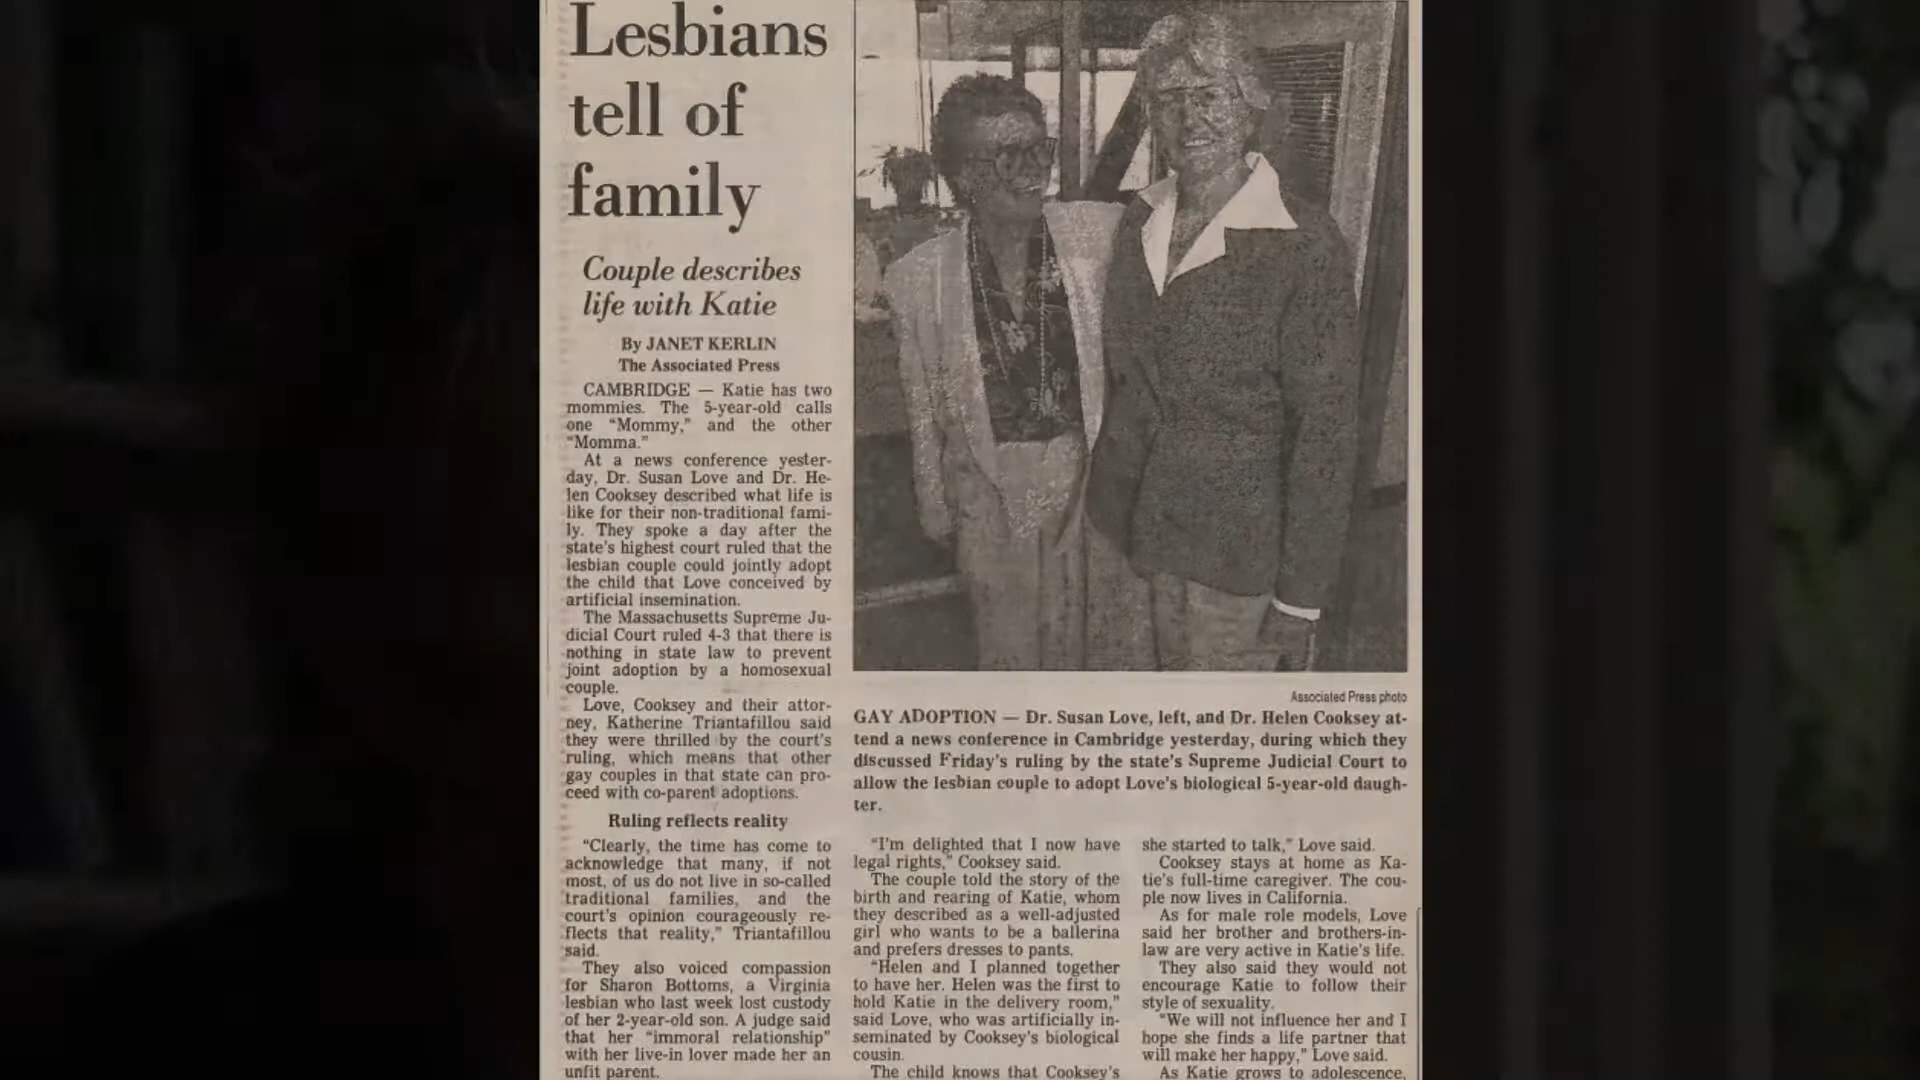 Lesbians
tell of
family
Couple describes
life with Katie
By JANET KERLIN
The Associated Press
CAMBRIDGE — Katie has two
mommies. The 5-year-old calls
one “Mommy,” and the other
“Momma.”
At a news conference yester-
day, Dr. Susan Love and Dr. He-
len Cooksey described what life is
like for their non-traditional fami-
ly. They spoke a day after the
state's highest court ruled that the
lesbian couple could jointly adopt
the child that Love conceived by
artificial insemination.
The Massachusetts Supreme Ju-
dicial Court ruled 4-3 that there is
nothing in state law to prevent
joint adoption by a homosexual
couple.
Love, Cooksey and their attor-
ney, Katherine Triantafillou said
they were thrilled by the court's
ruling, which means that other
gay couples in that state can pro-
ceed with co-parent adoptions.
Ruling reflects reality
“Clearly, the time has come to
acknowledge that many, if not
most, of us do not live in so-called
traditional families, and the
court's opinion courageously re-
flects that reality,” Triantafillou
said.
They also voiced compassion
for Sharon Bottoms, a Virginia
lesbian who last week lost custody
of her 2-year-old son. A judge said
that her “immoral relationship”
with her live-in lover made her an
unfit parent.
Associated Press photo
GAY ADOPTION — Dr. Susan Love, left, and Dr. Helen Cooksey at-
tend a news conference in Cambridge yesterday, during which they
discussed Friday's ruling by the state's Supreme Judicial Court to
allow the lesbian couple to adopt Love's biological 5-year-old daugh-
ter.
“I'm delighted that I now have
legal rights,” Cooksey said.
The couple told the story of the
birth and rearing of Katie, whom
they described as a well-adjusted
girl who wants to be a ballerina
and prefers dresses to pants.
“Helen and I planned together
to have her. Helen was the first to
hold Katie in the delivery room,”
said Love, who was artificially in-
seminated by Cooksey's biological
cousin.
The child knows that Cooksey's
she started to talk,” Love said.
Cooksey stays at home as Ka-
tie's full-time caregiver. The cou-
ple now lives in California.
As for male role models, Love
said her brother and brothers-in-
law are very active in Katie's life.
They also said they would not
encourage Katie to follow their
style of sexuality.
“We will not influence her and I
hope she finds a life partner that
will make her happy,” Love said.
As Katie grows to adolescence,